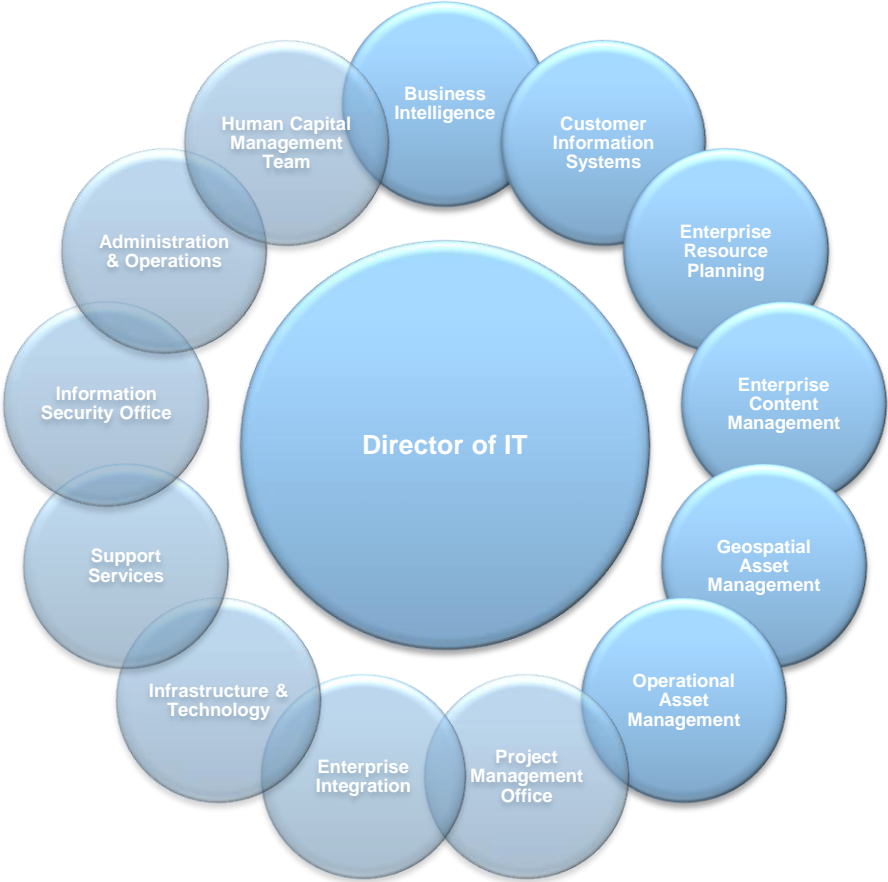 Business
Intelligence
Customer
Information
Systems
Enterprise
Resource
Planning
Enterprise
Content
Management
Geospatial
Asset
Management
Operational
Asset
Management
Project
Management
Office
Enterprise
Integration
Infrastructure &
Technology
Support
Services
Information
Security Office
Administration
& Operations
Human Capital
Management
Team
Director of IT